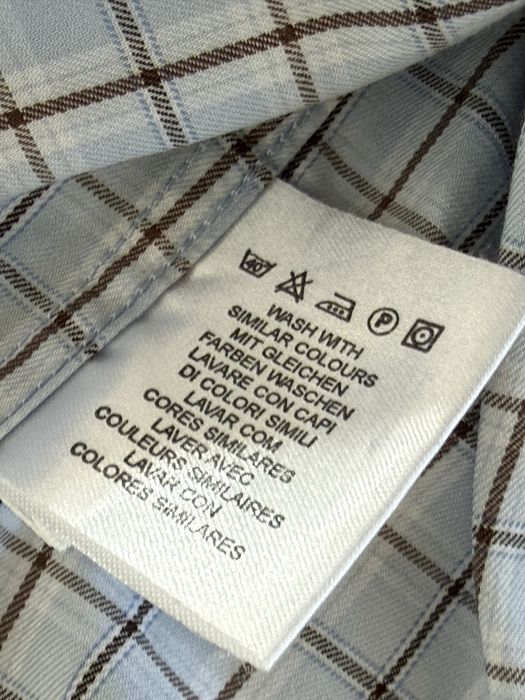 40° P
WASH WITH
SIMILAR COLOURS
MIT GLEICHEN
FARBEN WASCHEN
LAVARE CON CAPI
DI COLORI SIMILI
LAVAR COM
CORES SIMILARES
LAVER AVEC
COULEURS SIMILAIRES
LAVAR CON
COLORES SIMILARES